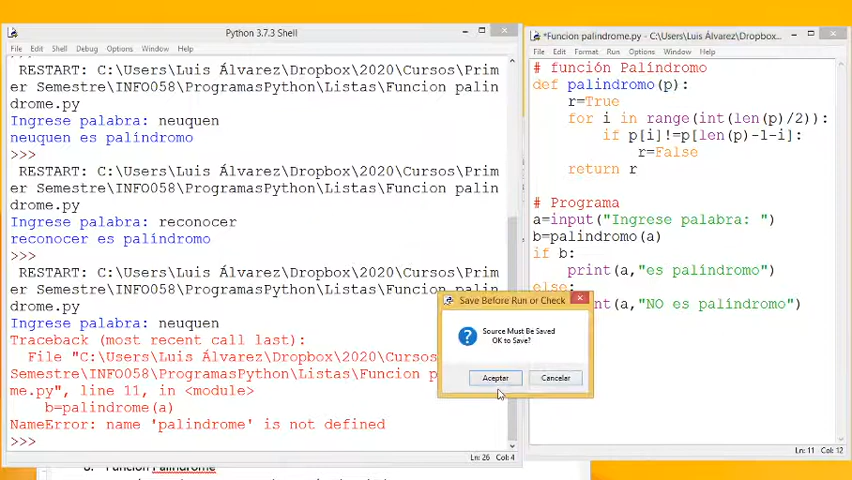 Python 3.7.3 Shell
File Edit Shell Debug Options Window Help
RESTART: C:\Users\Luis Álvarez\Dropbox\2020\Cursos\Prim
er Semestre\INFO058\ProgramasPython\Listas\Funcion palin
drome.py
Ingrese palabra: neuquen
neuquen es palíndromo
>>>
RESTART: C:\Users\Luis Álvarez\Dropbox\2020\Cursos\Prim
er Semestre\INFO058\ProgramasPython\Listas\Funcion palin
drome.py
Ingrese palabra: reconocer
reconocer es palíndromo
>>>
RESTART: C:\Users\Luis Álvarez\Dropbox\2020\Cursos\Prim
er Semestre\INFO058\ProgramasPython\Listas\Funcion palin
drome.py
Ingrese palabra: neuquen
Traceback (most recent call last):
File "C:\Users\Luis Álvarez\Dropbox\2020\Cursos
Semestre\INFO058\ProgramasPython\Listas\Funcion p
me.py", line 11, in <module>
b=palindrome(a)
NameError: name 'palindrome' is not defined
>>>
Ln: 26 Col: 4
*Funcion palindrome.py - C:\Users\Luis Álvarez\Dropbox...
File Edit Format Run Options Window Help
# función Palíndromo
def palindromo(p):
r=True
for i in range(int(len(p)/2)):
if p[i]!=p[len(p)-1-i]:
r=False
return r
# Programa
a=input("Ingrese palabra: ")
b=palindromo(a)
if b:
print(a,"es palíndromo")
else:
nt(a,"NO es palíndromo")
Ln: 11 Col: 12
Save Before Run or Check
Source Must Be Saved
OK to Save?
Aceptar Cancelar
Función Palíndrome